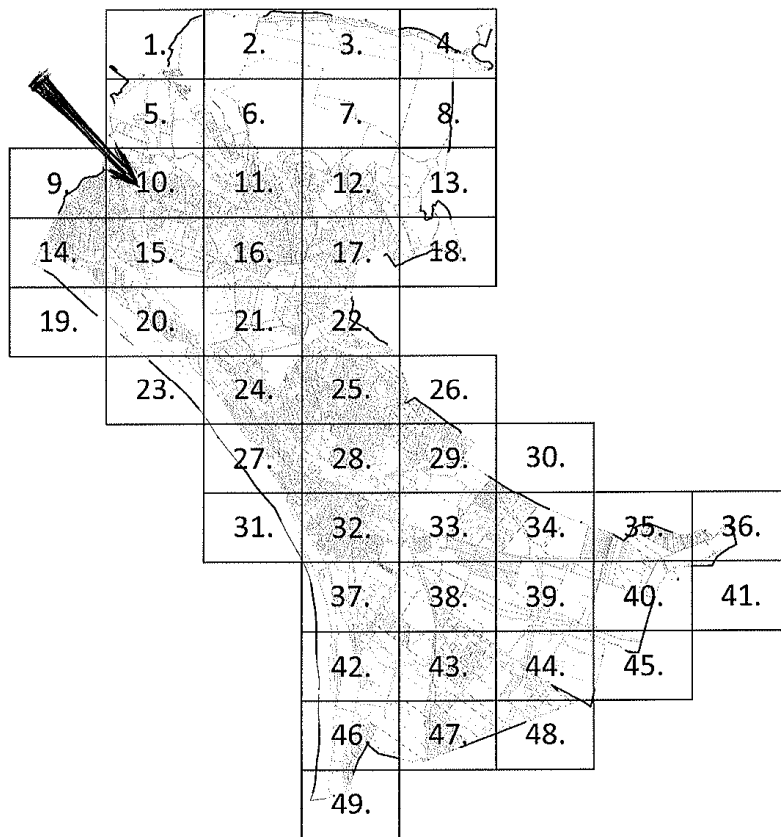 1. 2. 3. 4.
5. 6. 7. 8.
9. 10. 11. 12. 13.
14. 15. 16. 17. 18.
19. 20. 21. 22.
23. 24. 25. 26.
27. 28. 29. 30.
31. 32. 33. 34. 35. 36.
37. 38. 39. 40. 41.
42. 43. 44. 45.
46. 47. 48.
49.